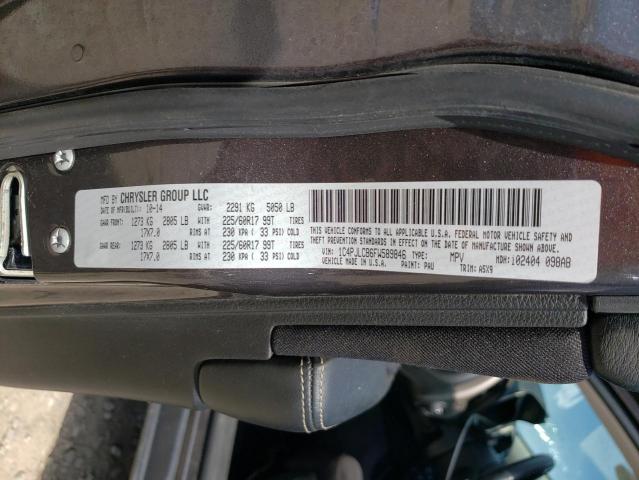 MFD BY CHRYSLER GROUP LLC
DATE OF MFR(BUILT): 10-14 GVWR: 2291 KG 5050 LB
GAWR FRONT: 1273 KG 2805 LB WITH 225/60R17 99T TIRES
17X7.0 RIMS AT 230 KPA ( 33 PSI COLD)
GAWR REAR: 1273 KG 2805 LB WITH 225/60R17 99T TIRES
17X7.0 RIMS AT 230 KPA ( 33 PSI COLD)
THIS VEHICLE CONFORMS TO ALL APPLICABLE U.S.A. FEDERAL MOTOR VEHICLE SAFETY AND
THEFT PREVENTION STANDARDS IN EFFECT ON THE DATE OF MANUFACTURE SHOWN ABOVE.
VIN: 1C4PJLCB6FW589846 TYPE: MPV MDH: 102404 098AB
VEHICLE MADE IN U.S.A. PAINT: PAU TRIM: A5X9